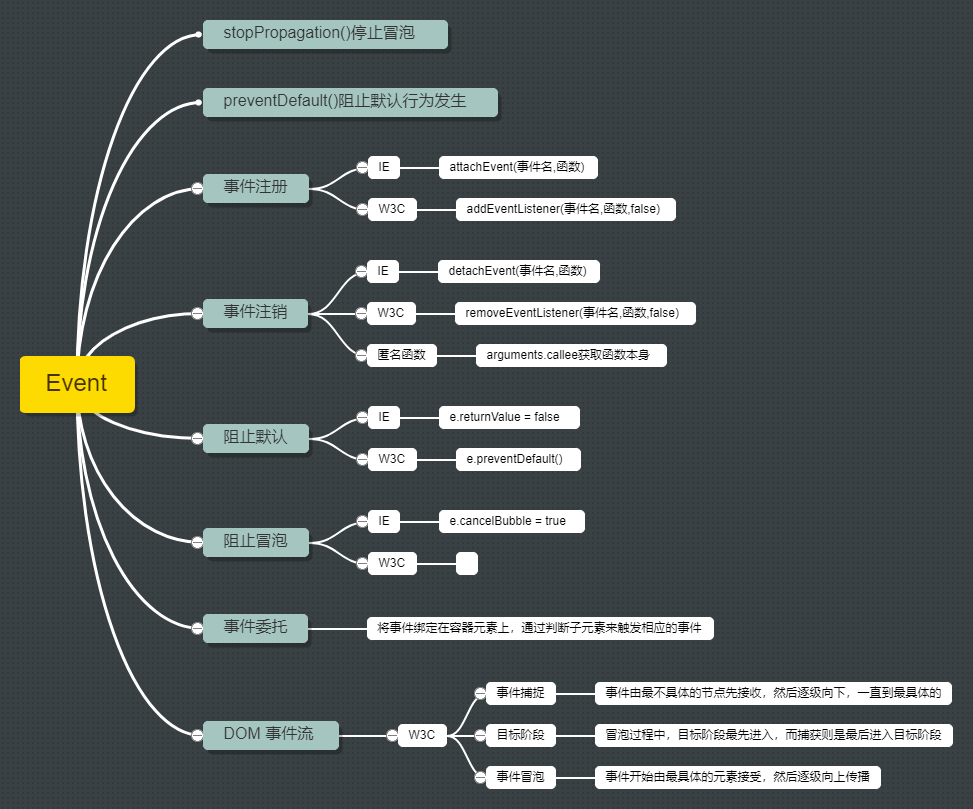 stopPropagation()停止冒泡
preventDefault()阻止默认行为发生
事件注册
IE
attachEvent(事件名,函数)
W3C
addEventListener(事件名,函数,false)
事件注销
IE
detachEvent(事件名,函数)
W3C
removeEventListener(事件名,函数,false)
匿名函数
arguments.callee获取函数本身
Event
阻止默认
IE
e.returnValue = false
W3C
e.preventDefault()
阻止冒泡
IE
e.cancelBubble = true
W3C
事件委托
将事件绑定在容器元素上，通过判断子元素来触发相应的事件
DOM 事件流
W3C
事件捕捉
事件由最不具体的节点先接收，然后逐级向下，一直到最具体的
目标阶段
冒泡过程中，目标阶段最先进入，而捕获则是最后进入目标阶段
事件冒泡
事件开始由最具体的元素接受，然后逐级向上传播